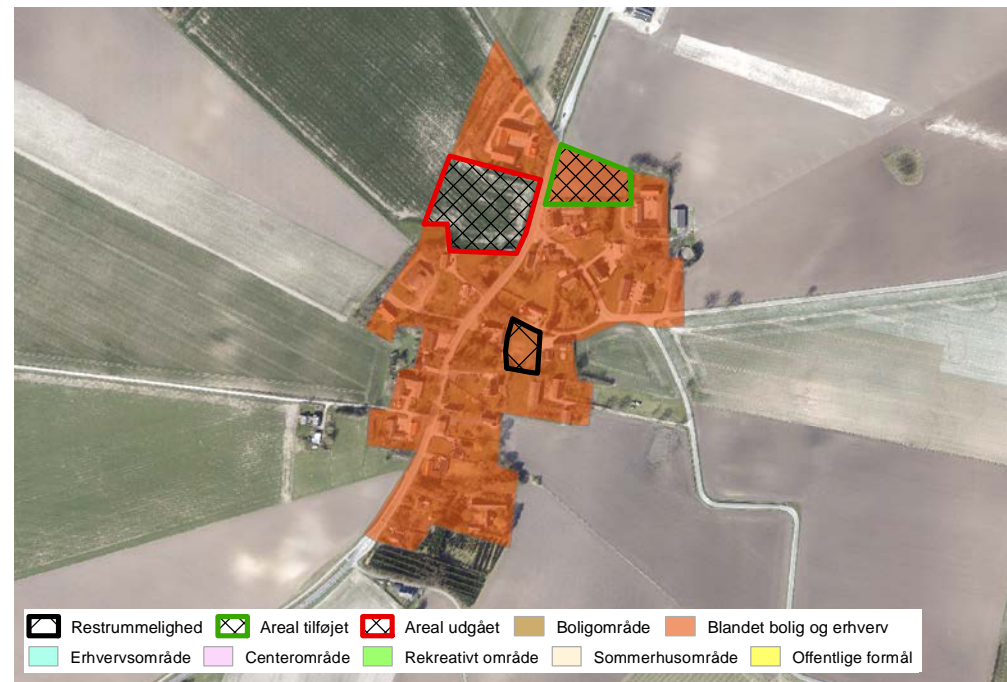 Restrummelighed Areal tilføjet Areal udgået Boligområde Blandet bolig og erhverv
Erhvervsområde Centerområde Rekreativt område Sommerhusområde Offentlige formål